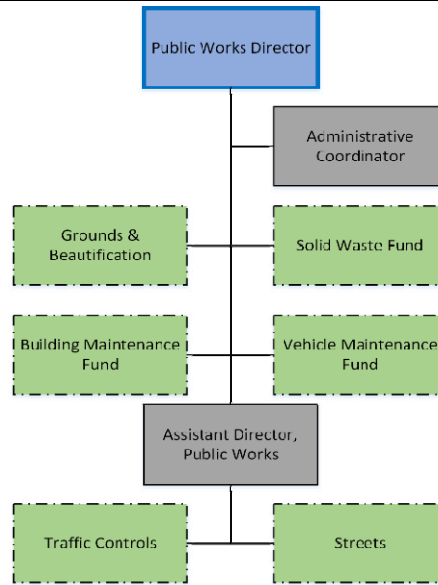 Public Works Director
Administrative
Coordinator
Grounds &
Beautification
Solid Waste Fund
Building Maintenance
Fund
Vehicle Maintenance
Fund
Assistant Director,
Public Works
Traffic Controls
Streets